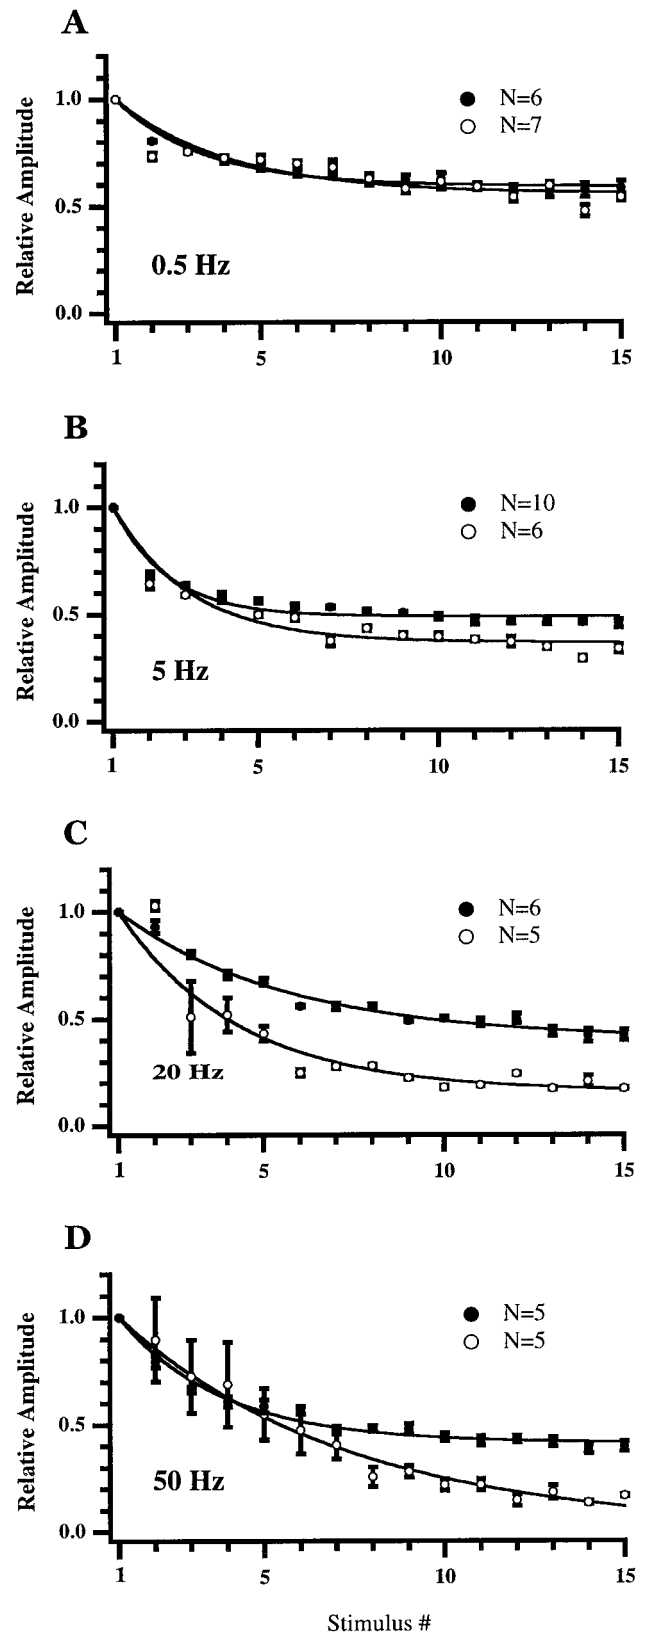 A
Relative Amplitude
1.0
0.5
0.0
N=6
N=7
0.5 Hz
1 5 10 15
B
Relative Amplitude
1.0
0.5
0.0
N=10
N=6
5 Hz
1 5 10 15
C
Relative Amplitude
1.0
0.5
0.0
N=6
N=5
20 Hz
1 5 10 15
D
Relative Amplitude
1.0
0.5
0.0
N=5
N=5
50 Hz
1 5 10 15
Stimulus #